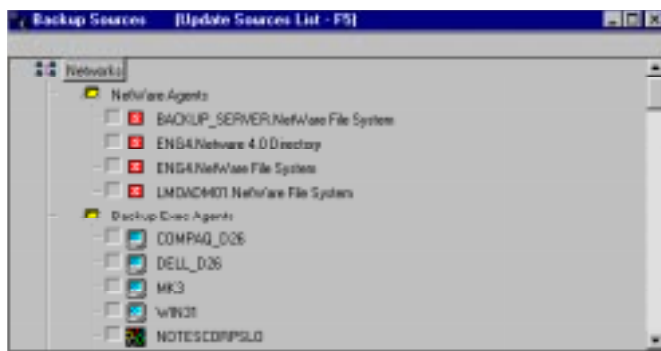 Backup Sources [Update Sources List - F5]
Networks
NetWare Agents
BACKUP_SERVER.NetWare File System
ENG4.Netware 4.0 Directory
ENG4.NetWare File System
LMDADM01.NetWare File System
Backup Exec Agents
COMPAQ_D26
DELL_D26
MK3
WIN31
NOTESCORPSLO